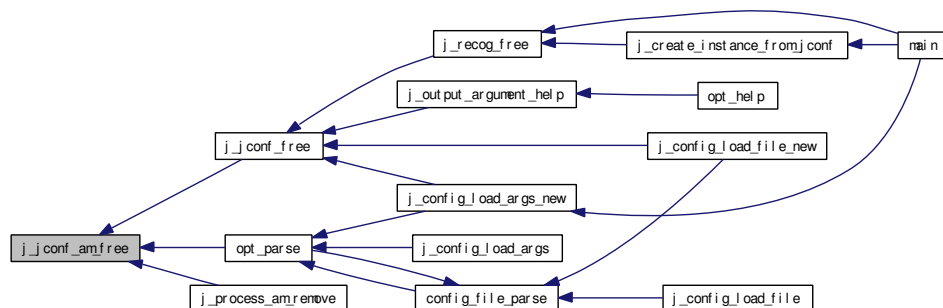 j_recog_free
j_create_instance_from_jconf
main
j_output_argument_help
opt_help
j_jconf_free
j_config_load_file_new
j_config_load_args_new
j_jconf_am_free
opt_parse
j_config_load_args
j_process_am_remove
config_file_parse
j_config_load_file